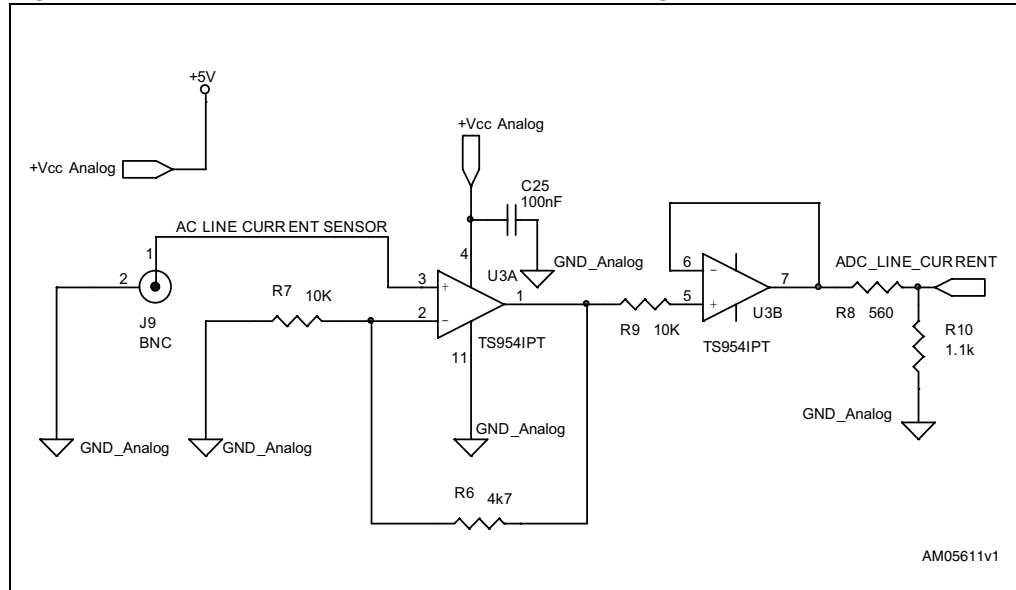 +5V
+Vcc Analog
+Vcc Analog
C25
100nF
AC LINE CURRENT SENSOR
GND_Analog
ADC_LINE_CURRENT
1
2
J9
BNC
R7 10K
3
2
+
-
4
11
U3A
1
TS954IPT
R9 10K
6
5
-
+
7
U3B
TS954IPT
R8 560
R10
1.1k
GND_Analog
GND_Analog
GND_Analog
GND_Analog
R6 4k7
AM05611v1